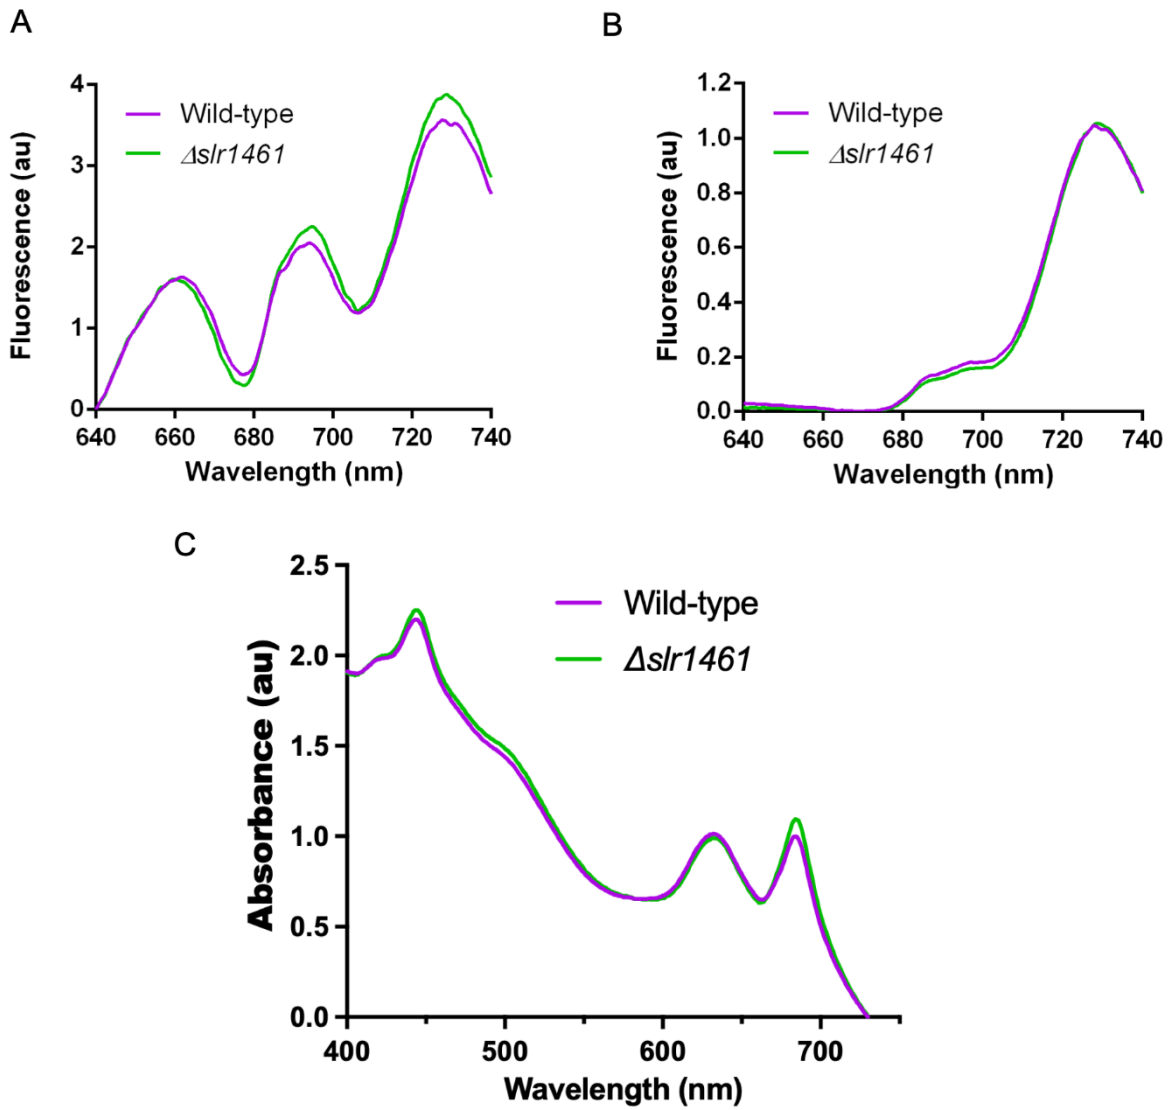 A
Fluorescence (au)
4
3
2
1
0
Wild-type
Δslr1461
640 660 680 700 720 740
Wavelength (nm)
B
Fluorescence (au)
1.2
1.0
0.8
0.6
0.4
0.2
0.0
Wild-type
Δslr1461
640 660 680 700 720 740
Wavelength (nm)
C
Absorbance (au)
2.5
2.0
1.5
1.0
0.5
0.0
Wild-type
Δslr1461
400 500 600 700
Wavelength (nm)